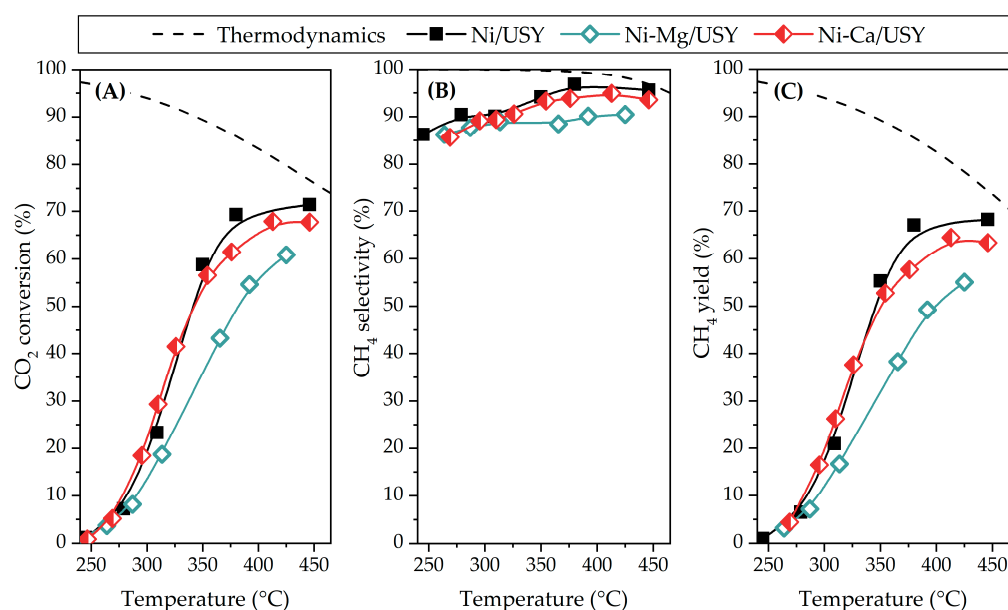 Thermodynamics Ni/USY Ni-Mg/USY Ni-Ca/USY
(A)
CO2 conversion (%)
100
90
80
70
60
50
40
30
20
10
0
250 300 350 400 450
Temperature (°C)
(B)
CH4 selectivity (%)
100
90
80
70
60
50
40
30
20
10
0
250 300 350 400 450
Temperature (°C)
(C)
CH4 yield (%)
100
90
80
70
60
50
40
30
20
10
0
250 300 350 400 450
Temperature (°C)